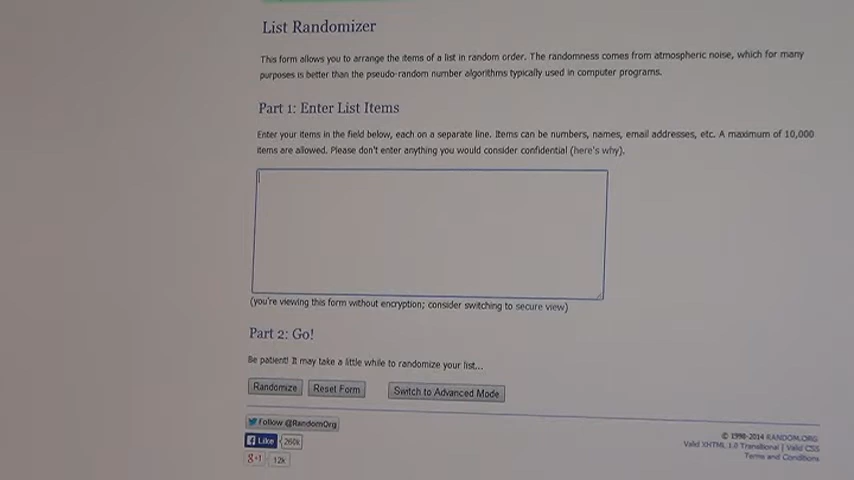 List Randomizer
This form allows you to arrange the items of a list in random order. The randomness comes from atmospheric noise, which for many
purposes is better than the pseudo-random number algorithms typically used in computer programs.
Part 1: Enter List Items
Enter your items in the field below, each on a separate line. Items can be numbers, names, email addresses, etc. A maximum of 10,000
items are allowed. Please don't enter anything you would consider confidential (here's why).
(you're viewing this form without encryption; consider switching to secure view)
Part 2: Go!
Be patient! It may take a little while to randomize your list...
Randomize Reset Form Switch to Advanced Mode
Follow @RandomOrg
Like 260k
g+1 12k
© 1998-2014 RANDOM.ORG
Valid XHTML 1.0 Transitional | Valid CSS
Terms and Conditions